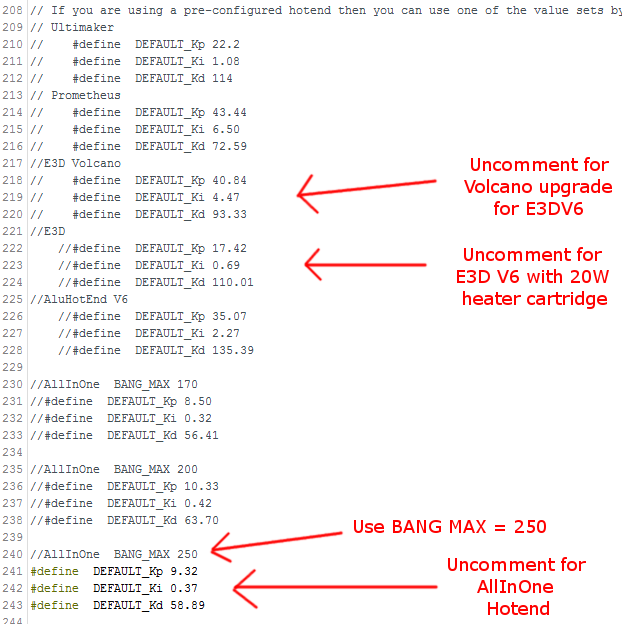 208 // If you are using a pre-configured hotend then you can use one of the value sets by
209 // Ultimaker
210 //    #define  DEFAULT_Kp 22.2
211 //    #define  DEFAULT_Ki 1.08
212 //    #define  DEFAULT_Kd 114
213 // Prometheus
214 //    #define  DEFAULT_Kp 43.44
215 //    #define  DEFAULT_Ki 6.50
216 //    #define  DEFAULT_Kd 72.59
217 //E3D Volcano
218 //    #define  DEFAULT_Kp 40.84
219 //    #define  DEFAULT_Ki 4.47
220 //    #define  DEFAULT_Kd 93.33
221 //E3D
222     //#define  DEFAULT_Kp 17.42
223     //#define  DEFAULT_Ki 0.69
224     //#define  DEFAULT_Kd 110.01
225 //AluHotEnd V6
226     //#define  DEFAULT_Kp 35.07
227     //#define  DEFAULT_Ki 2.27
228     //#define  DEFAULT_Kd 135.39
229
230 //AllInOne  BANG_MAX 170
231 //#define  DEFAULT_Kp 8.50
232 //#define  DEFAULT_Ki 0.32
233 //#define  DEFAULT_Kd 56.41
234
235 //AllInOne  BANG_MAX 200
236 //#define  DEFAULT_Kp 10.33
237 //#define  DEFAULT_Ki 0.42
238 //#define  DEFAULT_Kd 63.70
239
240 //AllInOne  BANG_MAX 250
241 #define  DEFAULT_Kp 9.32
242 #define  DEFAULT_Ki 0.37
243 #define  DEFAULT_Kd 58.89
244
Uncomment for
Volcano upgrade
for E3DV6
Uncomment for
E3D V6 with 20W
heater cartridge
Use BANG MAX = 250
Uncomment for
AllInOne
Hotend